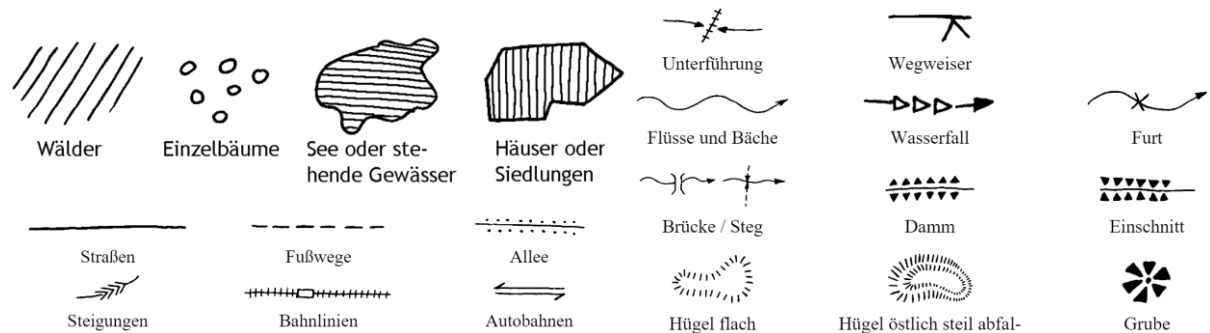 Unterführung
Wegweiser
Wälder
Einzelbäume
See oder ste-
hende Gewässer
Häuser oder
Siedlungen
Flüsse und Bäche
Wasserfall
Furt
Brücke / Steg
Damm
Einschnitt
Straßen
Fußwege
Allee
Steigungen
Bahnlinien
Autobahnen
Hügel flach
Hügel östlich steil abfal-
Grube